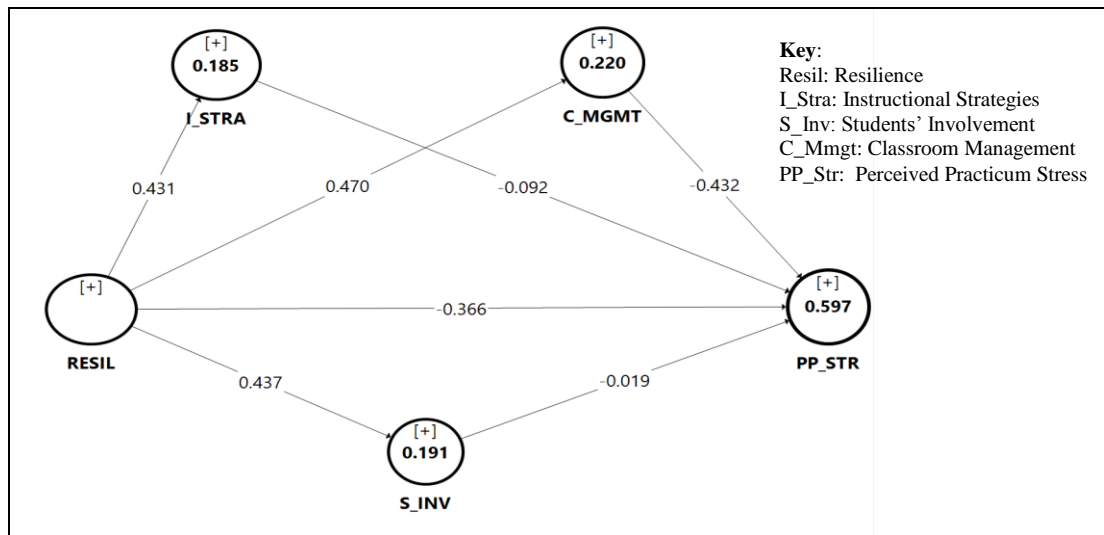 [+]
0.185
I_STRA
[+]
0.220
C_MGMT
Key:
Resil: Resilience
I_Stra: Instructional Strategies
S_Inv: Students’ Involvement
C_Mmgt: Classroom Management
PP_Str: Perceived Practicum Stress
0.431
0.470
-0.092
-0.432
[+]
RESIL
-0.366
[+]
0.597
PP_STR
0.437
-0.019
[+]
0.191
S_INV